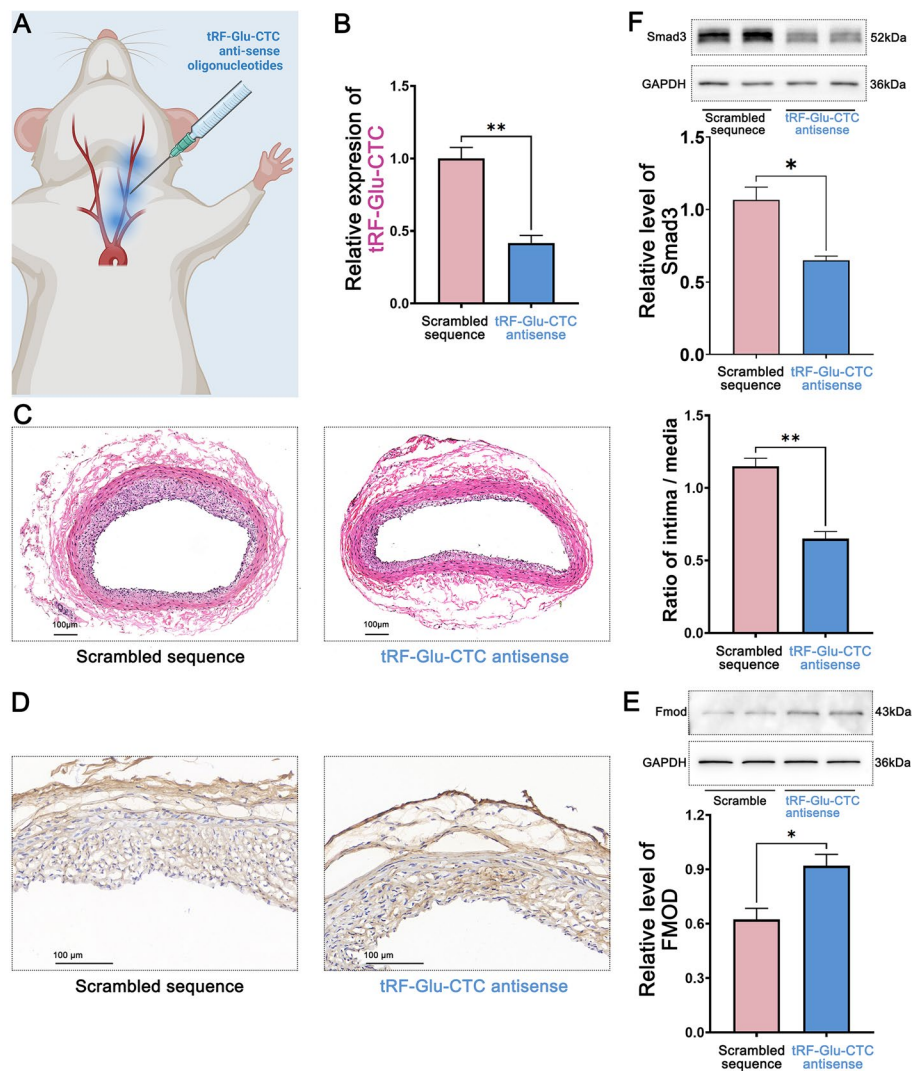 A
tRF-Glu-CTC
anti-sense
oligonucleotides
B
Relative expresion of
tRF-Glu-CTC
1.5
1.0
0.5
0.0
**
Scrambled
sequence
tRF-Glu-CTC
antisense
F
Smad3
52kDa
GAPDH
36kDa
Scrambled
sequnece
tRF-Glu-CTC
antisense
Relative level of
Smad3
1.5
1.0
0.5
0.0
*
Scrambled
sequence
tRF-Glu-CTC
antisense
C
100μm
Scrambled sequence
100μm
tRF-Glu-CTC antisense
Ratio of intima / media
1.5
1.0
0.5
0.0
**
Scrambled
sequence
tRF-Glu-CTC
antisense
D
100 μm
Scrambled sequence
100 μm
tRF-Glu-CTC antisense
E
Fmod
43kDa
GAPDH
36kDa
Scramble
tRF-Glu-CTC
antisense
Relative level of
FMOD
1.2
0.9
0.6
0.3
0.0
*
Scrambled
sequence
tRF-Glu-CTC
antisense